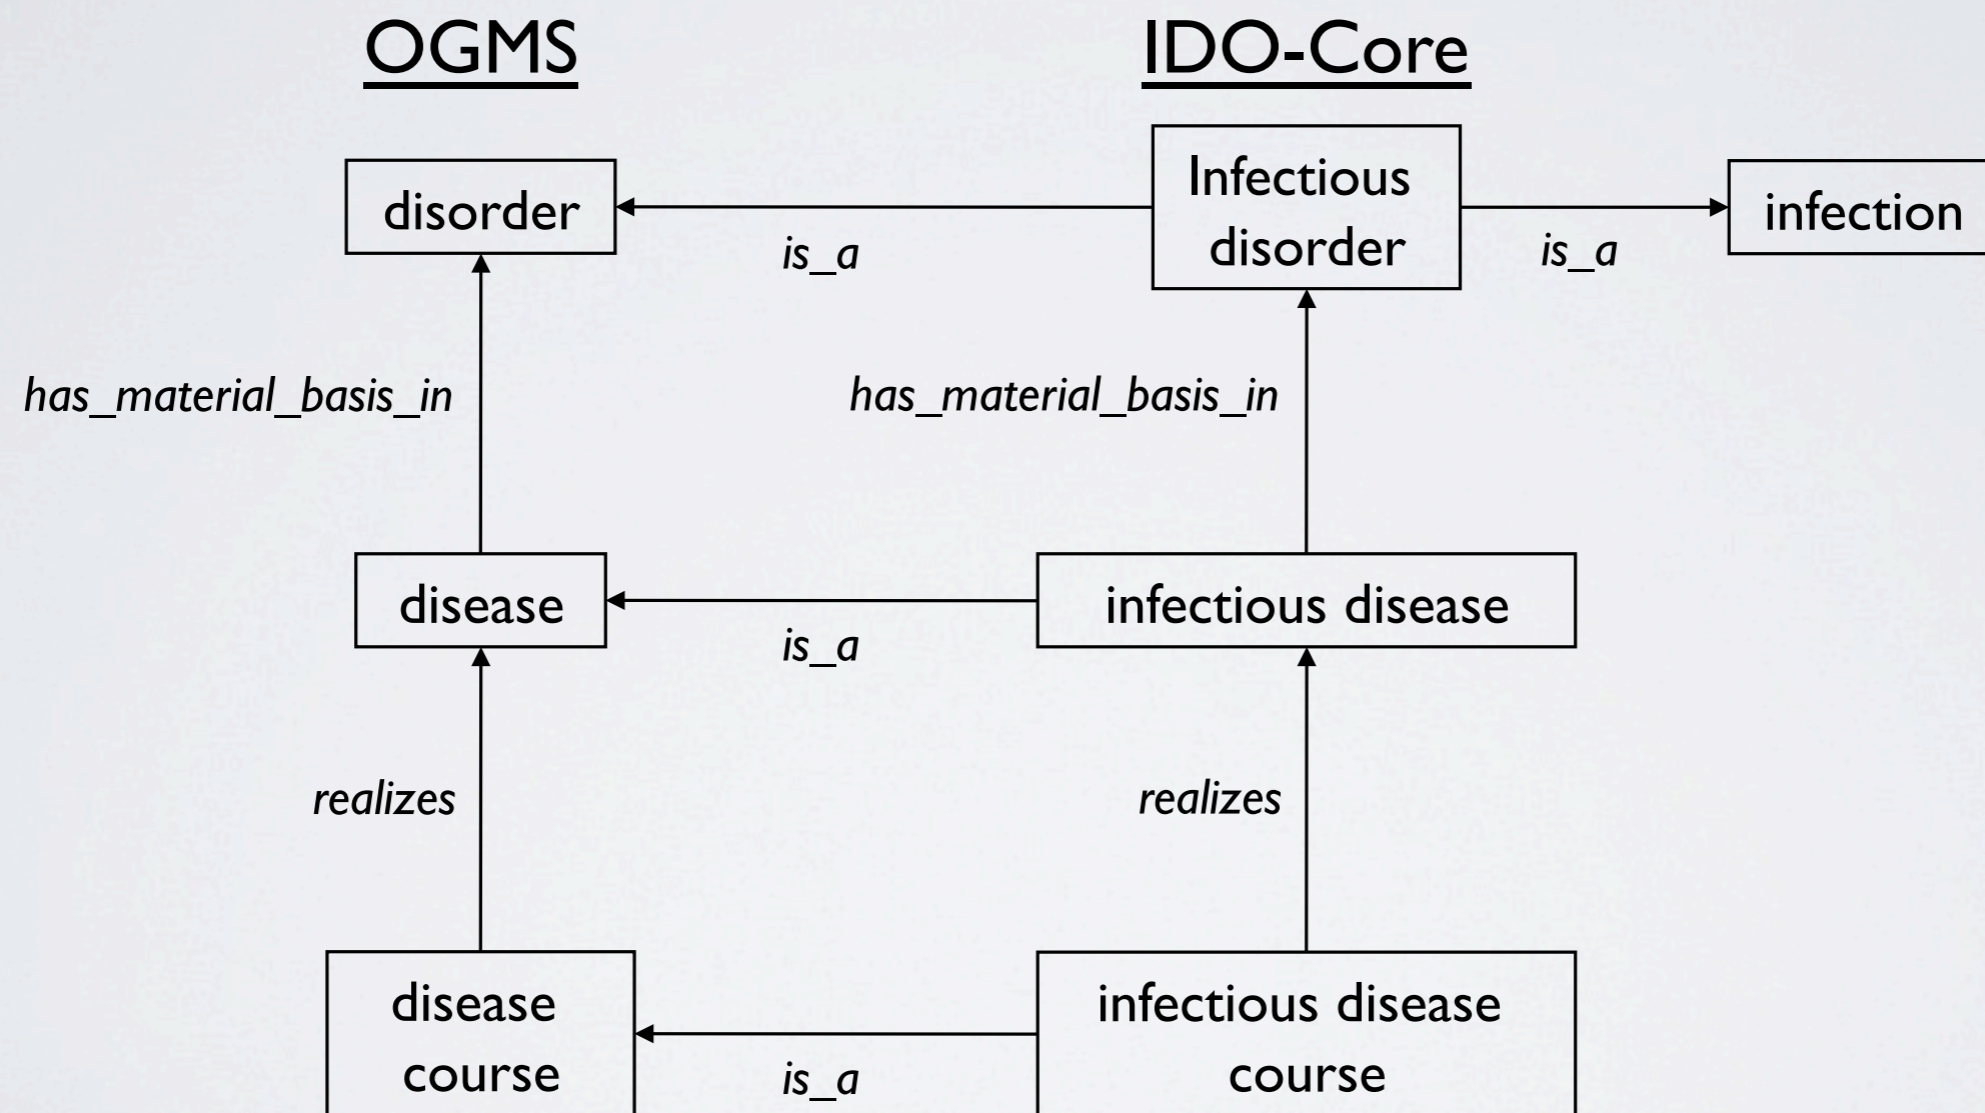 OGMS
IDO-Core
disorder
is_a
Infectious
disorder
is_a
infection
has_material_basis_in
has_material_basis_in
disease
is_a
infectious disease
realizes
realizes
disease
course
is_a
infectious disease
course